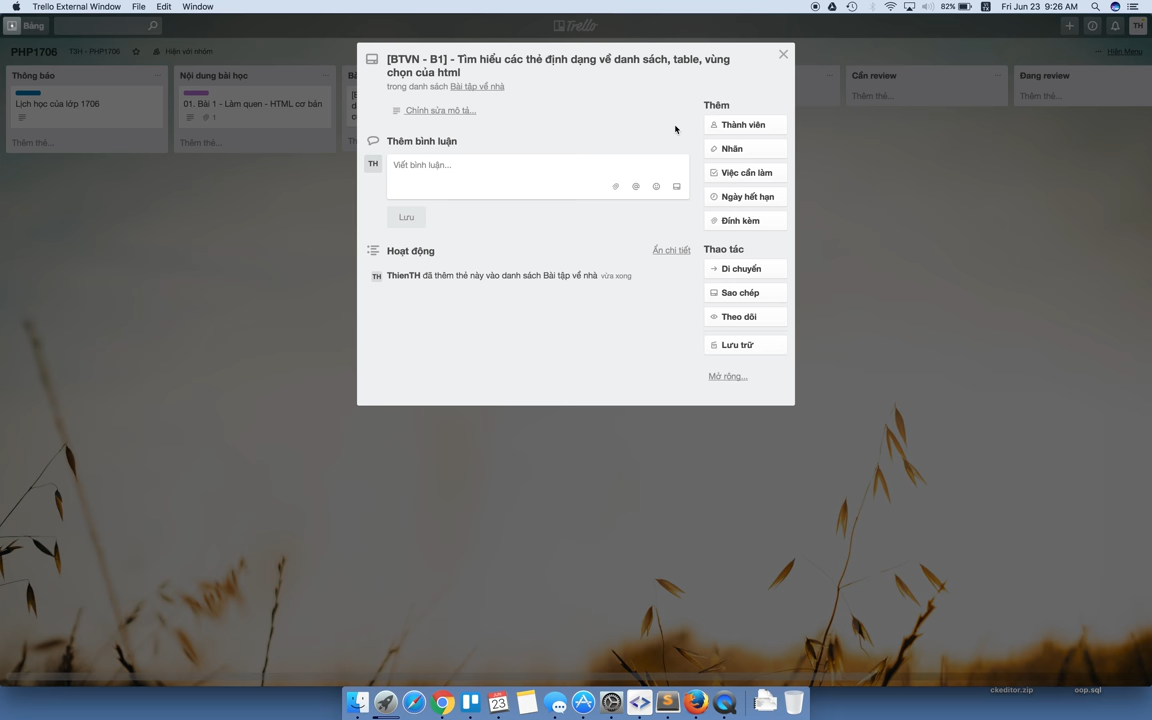 Trello External Window File Edit Window
82% Fri Jun 23 9:26 AM
Bảng
Trello
TH
PHP1706
T3H - PHP1706
Hiện với nhóm
Hiện Menu
Thông báo
Lịch học của lớp 1706
Thêm thẻ...
Nội dung bài học
01. Bài 1 - Làm quen - HTML cơ bản
1
Thêm thẻ...
Cần review
Thêm thẻ...
Đang review
Thêm thẻ...
[BTVN - B1] - Tìm hiểu các thẻ định dạng về danh sách, table, vùng
chọn của html
trong danh sách Bài tập về nhà
Chỉnh sửa mô tả...
Thêm bình luận
TH
Viết bình luận...
Lưu
Hoạt động
Ẩn chi tiết
TH ThienTH đã thêm thẻ này vào danh sách Bài tập về nhà vừa xong
Thêm
Thành viên
Nhãn
Việc cần làm
Ngày hết hạn
Đính kèm
Thao tác
Di chuyển
Sao chép
Theo dõi
Lưu trữ
Mở rộng...
ckeditor.zip
oop.sql
23